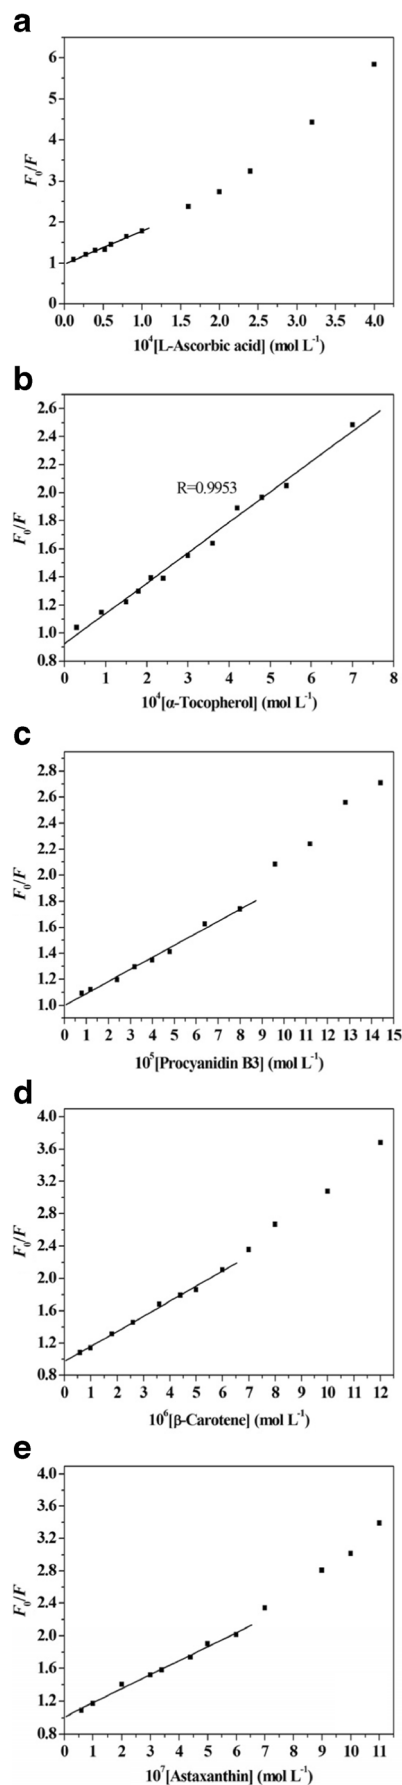 a
6
5
4
3
2
1
0
F0/F
0.0 0.5 1.0 1.5 2.0 2.5 3.0 3.5 4.0
10^4[L-Ascorbic acid] (mol L^-1)
b
2.6
2.4
2.2
2.0
1.8
1.6
1.4
1.2
1.0
0.8
F0/F
R=0.9953
0 1 2 3 4 5 6 7 8
10^4[α-Tocopherol] (mol L^-1)
c
2.8
2.6
2.4
2.2
2.0
1.8
1.6
1.4
1.2
1.0
F0/F
0 1 2 3 4 5 6 7 8 9 10 11 12 13 14 15
10^5[Procyanidin B3] (mol L^-1)
d
4.0
3.6
3.2
2.8
2.4
2.0
1.6
1.2
0.8
F0/F
0 1 2 3 4 5 6 7 8 9 10 11 12
10^6[β-Carotene] (mol L^-1)
e
4.0
3.6
3.2
2.8
2.4
2.0
1.6
1.2
0.8
F0/F
0 1 2 3 4 5 6 7 8 9 10 11
10^7[Astaxanthin] (mol L^-1)